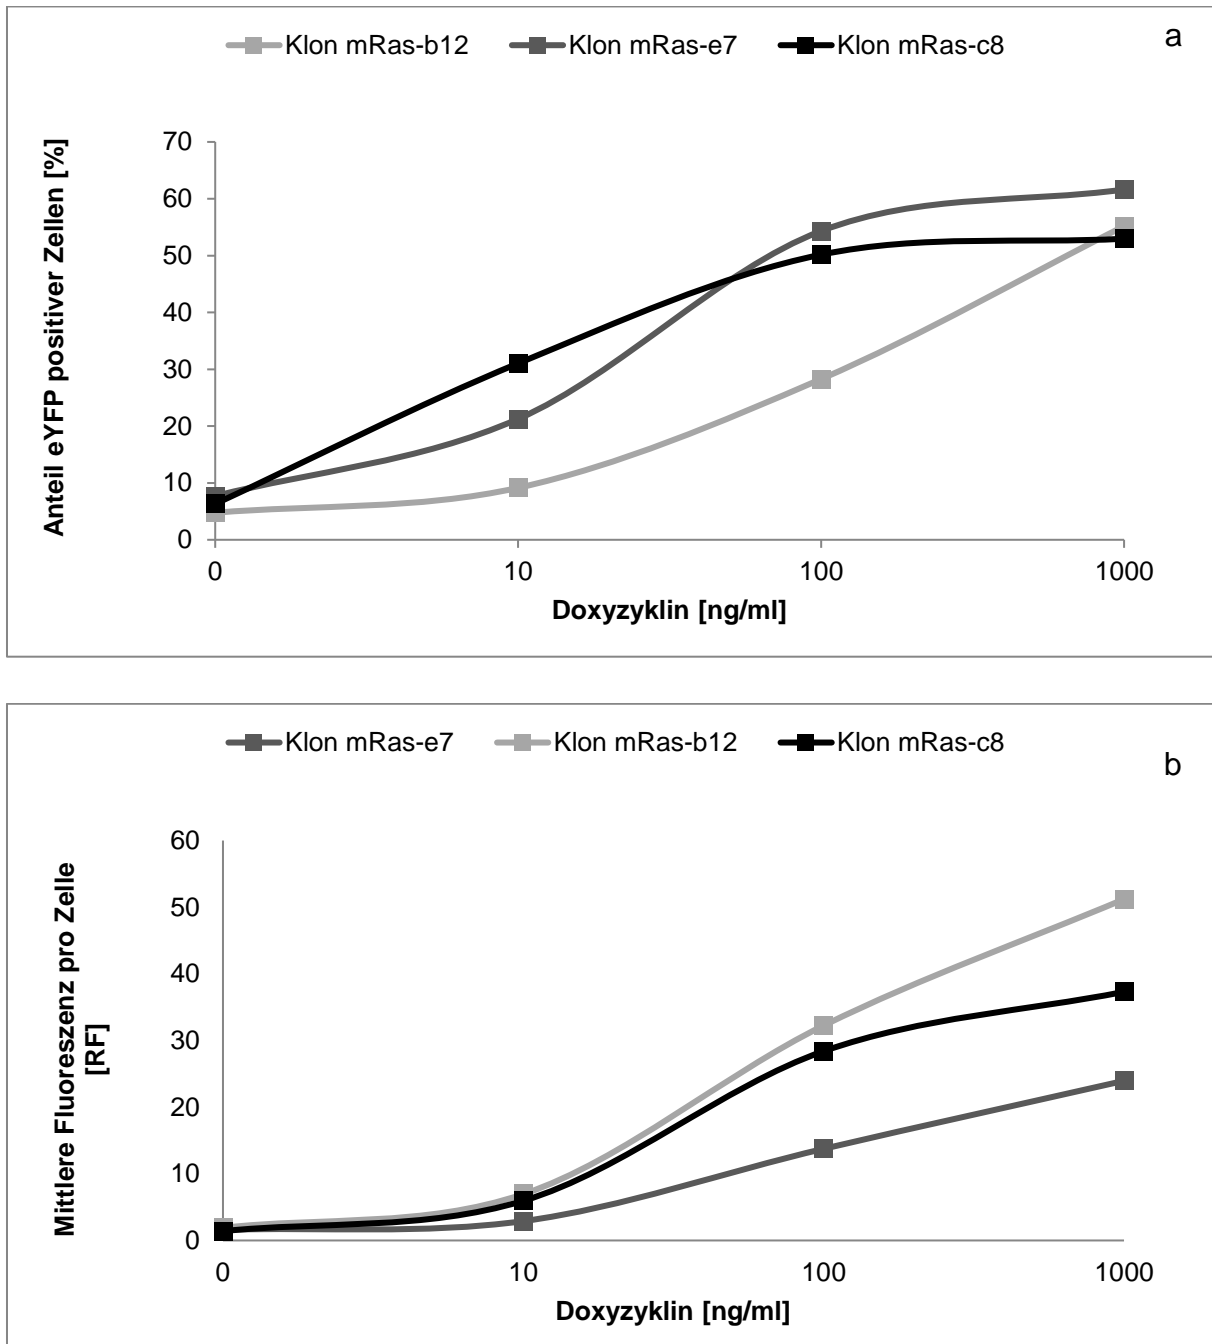 Klon mRas-b12 Klon mRas-e7 Klon mRas-c8
a
Anteil eYFP positiver Zellen [%]
70
60
50
40
30
20
10
0
0 10 100 1000
Doxyzyklin [ng/ml]
Klon mRas-e7 Klon mRas-b12 Klon mRas-c8
b
Mittlere Fluoreszenz pro Zelle
[RF]
60
50
40
30
20
10
0
0 10 100 1000
Doxyzyklin [ng/ml]